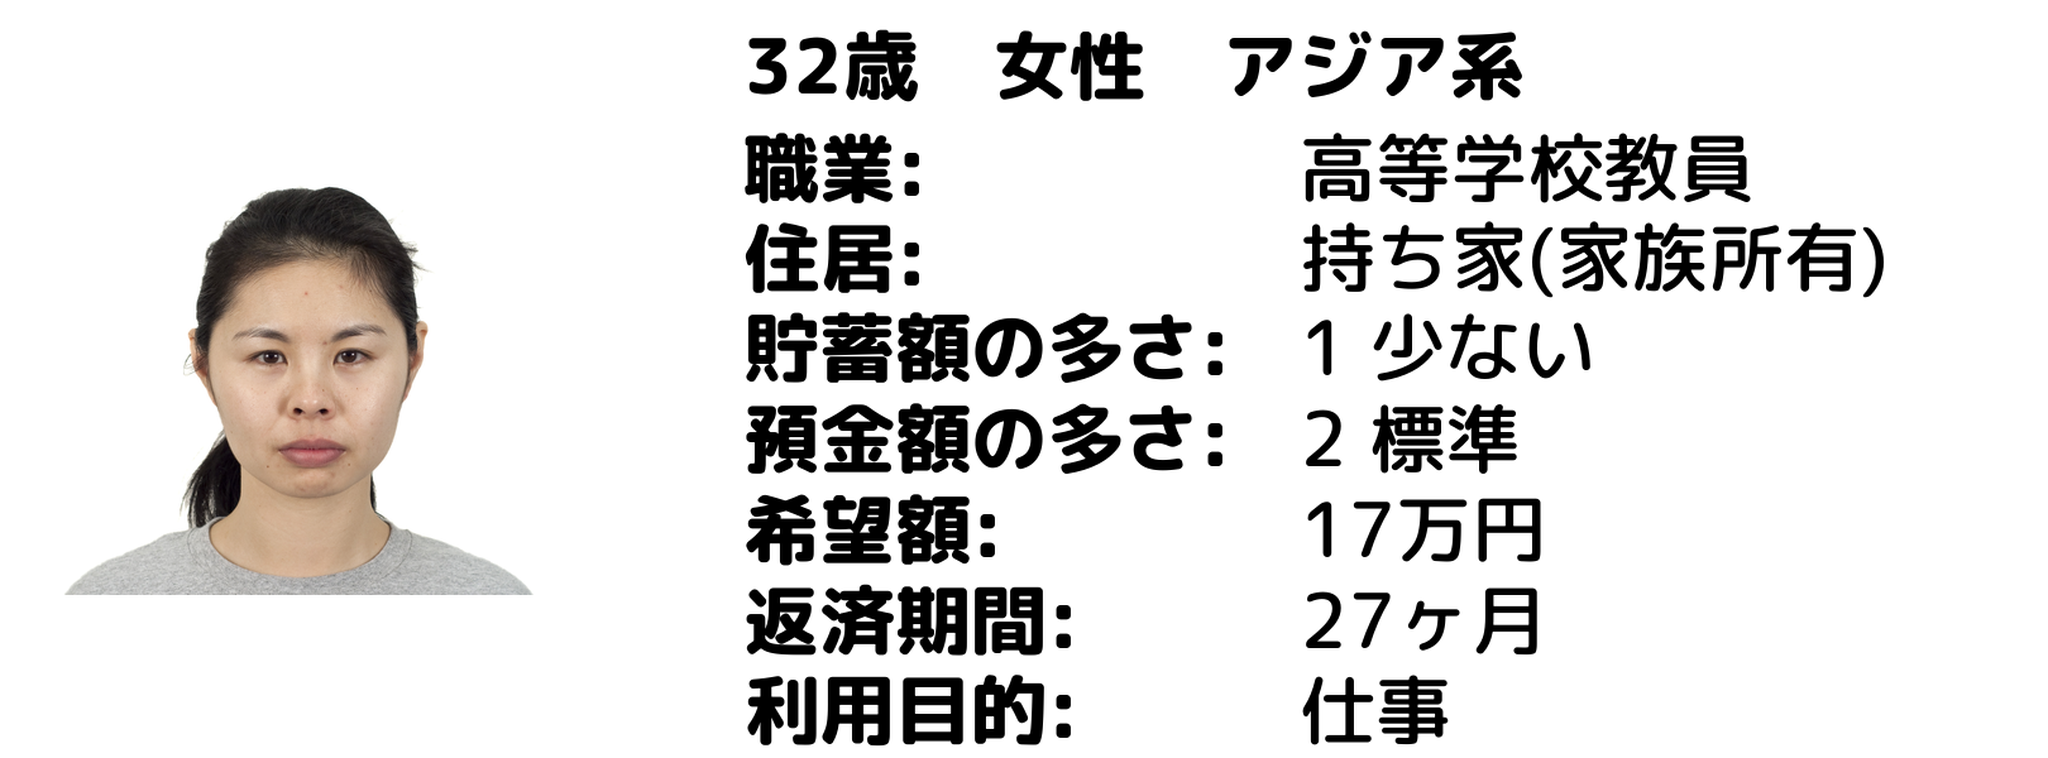 32歳　女性　アジア系
職業: 高等学校教員
住居: 持ち家(家族所有)
貯蓄額の多さ: 1 少ない
預金額の多さ: 2 標準
希望額: 17万円
返済期間: 27ヶ月
利用目的: 仕事